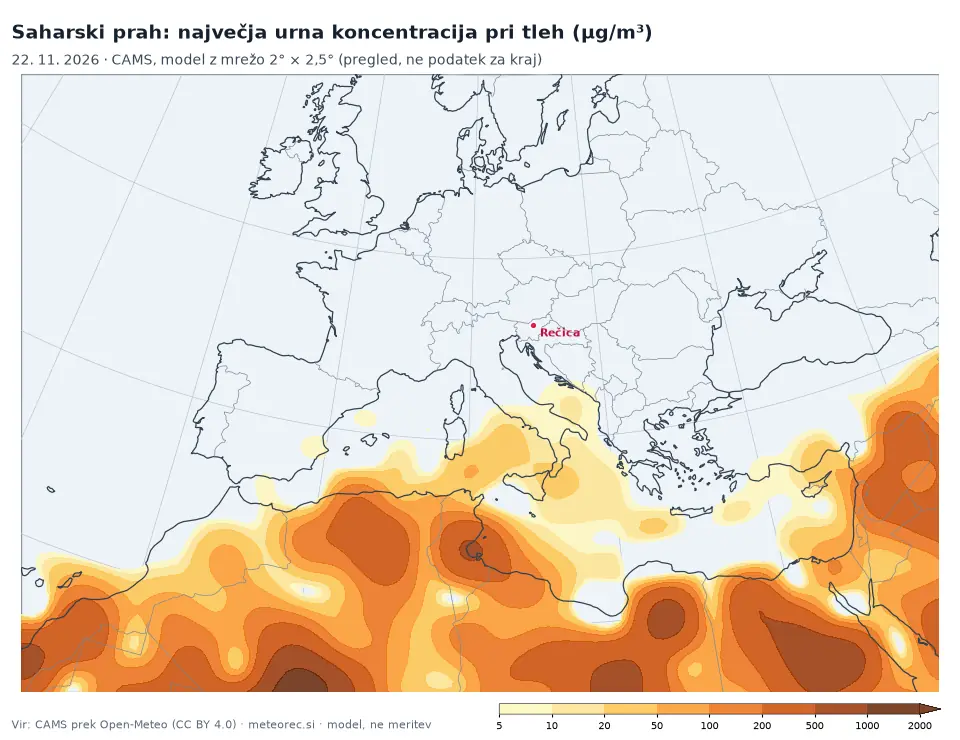 Saharski prah: največja urna koncentracija pri tleh (µg/m³)
22. 11. 2026 · CAMS, model z mrežo 2° × 2,5° (pregled, ne podatek za kraj)
Rečica
5 10 20 50 100 200 500 1000 2000
Vir: CAMS prek Open-Meteo (CC BY 4.0) · meteorec.si · model, ne meritev